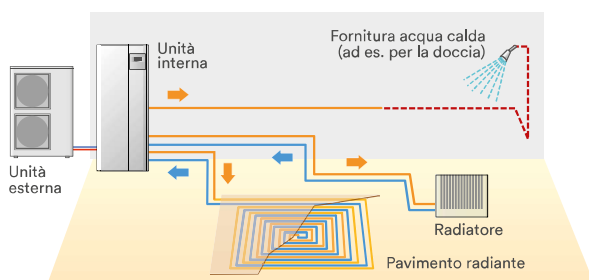 Unità
interna
Fornitura acqua calda
(ad es. per la doccia)
Unità
esterna
Radiatore
Pavimento radiante